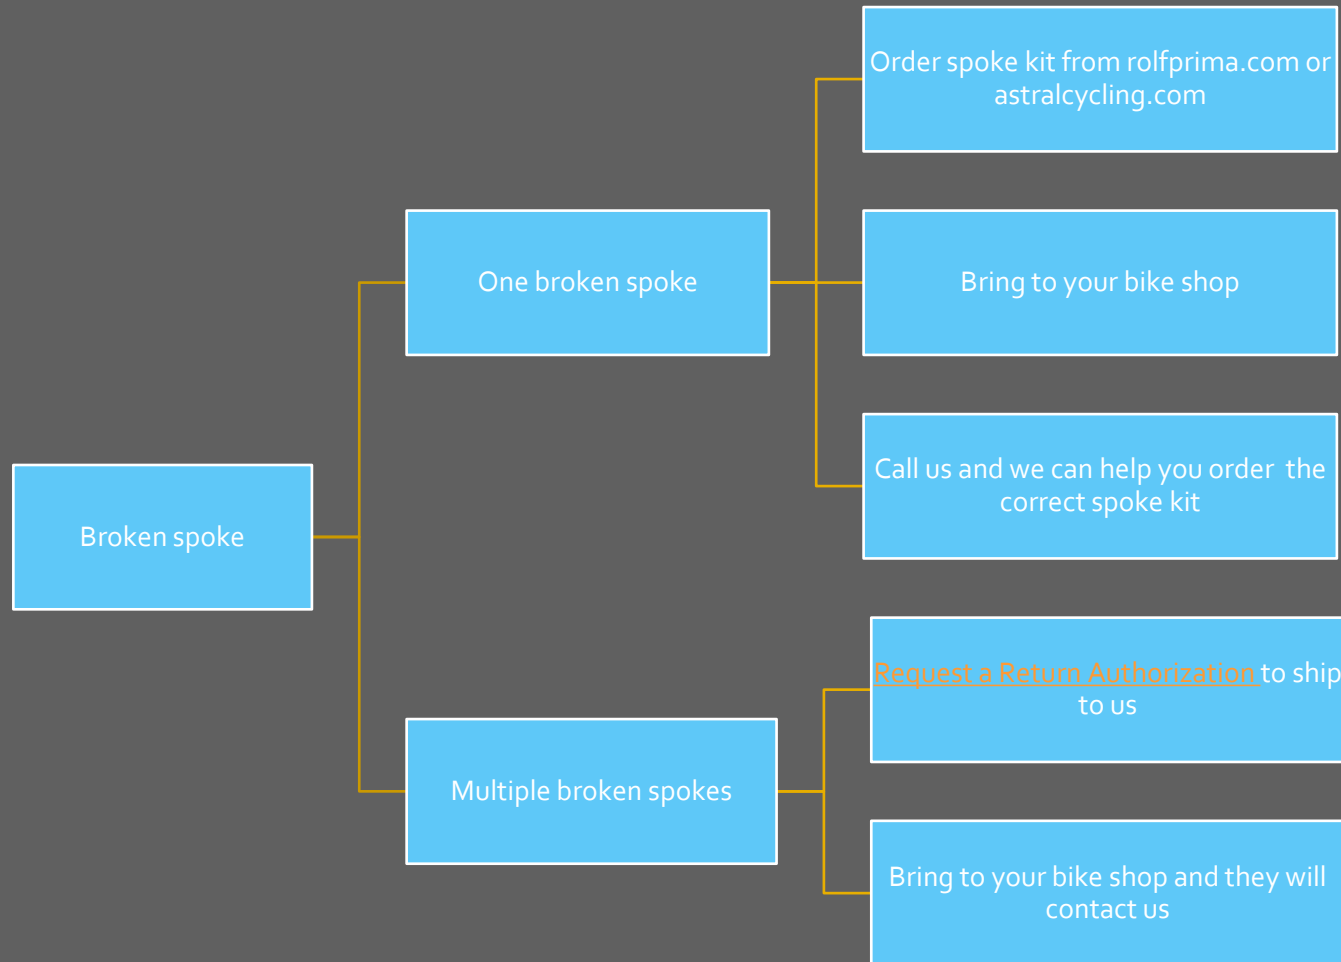 Order spoke kit from rolfprima.com or
astralcycling.com
One broken spoke
Bring to your bike shop
Call us and we can help you order  the
correct spoke kit
Broken spoke
Request a Return Authorization to ship
to us
Multiple broken spokes
Bring to your bike shop and they will
contact us